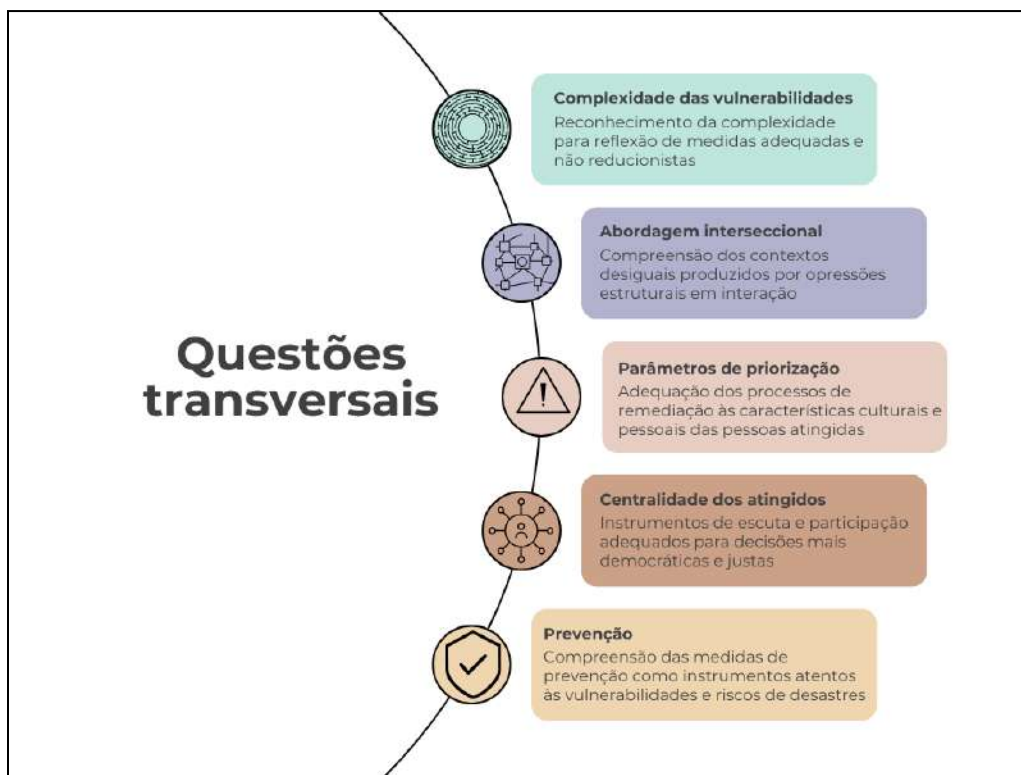 Questões
transversais
Complexidade das vulnerabilidades
Reconhecimento da complexidade
para reflexão de medidas adequadas e
não reducionistas
Abordagem interseccional
Compreensão dos contextos
desiguais produzidos por opressões
estruturais em interação
Parâmetros de priorização
Adequação dos processos de
remediação às características culturais e
pessoais das pessoas atingidas
Centralidade dos atingidos
Instrumentos de escuta e participação
adequados para decisões mais
democráticas e justas
Prevenção
Compreensão das medidas de
prevenção como instrumentos atentos
às vulnerabilidades e riscos de desastres